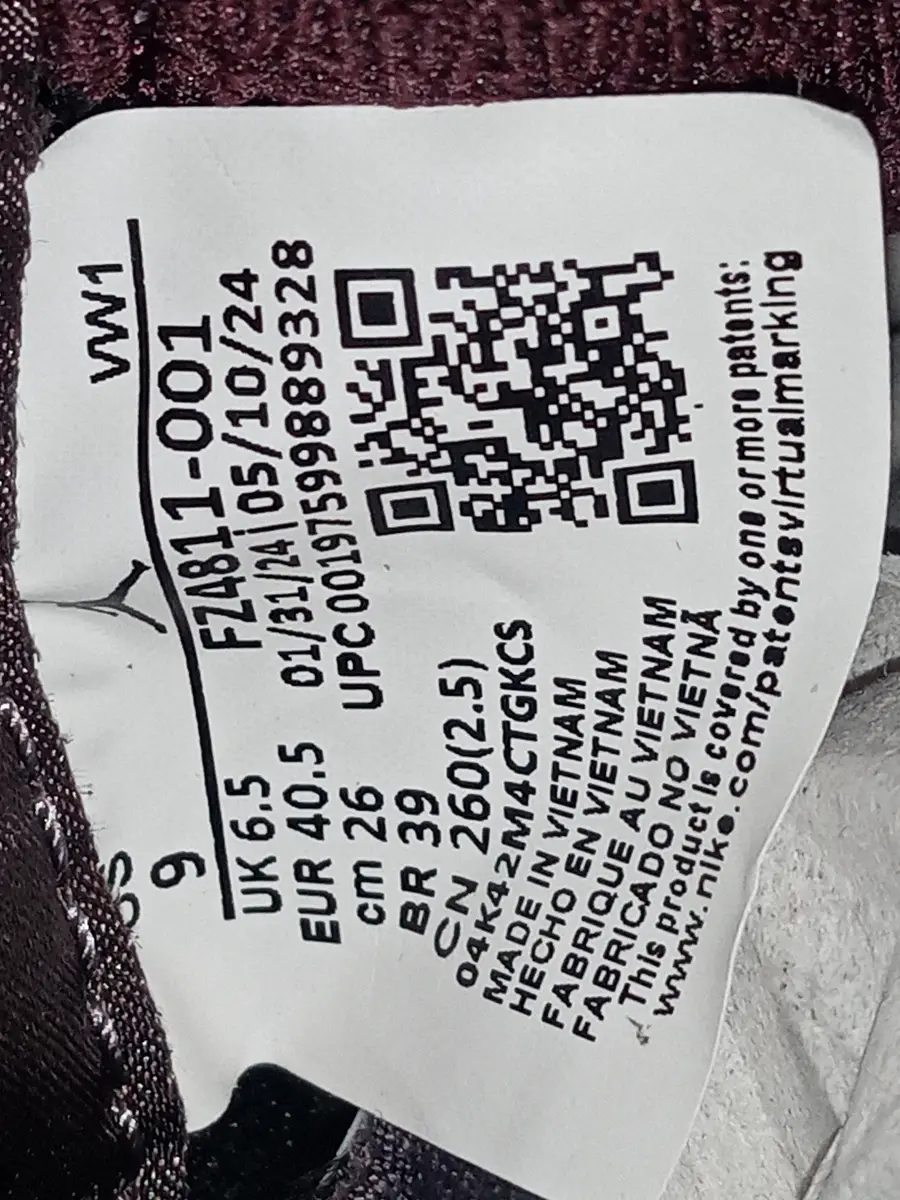 VW1
9
UK 6.5
EUR 40.5
cm 26
BR 39
CN 260(2.5)
FZ4811-001
01/31/24|05/10/24
UPC00197599889328
04K42M4CTGKCS
MADE IN VIETNAM
HECHO EN VIETNAM
FABRIQUE AU VIETNAM
FABRICADO NO VIETNÃ
This product is covered by one or more patents:
www.nike.com/patentsvirtualmarking